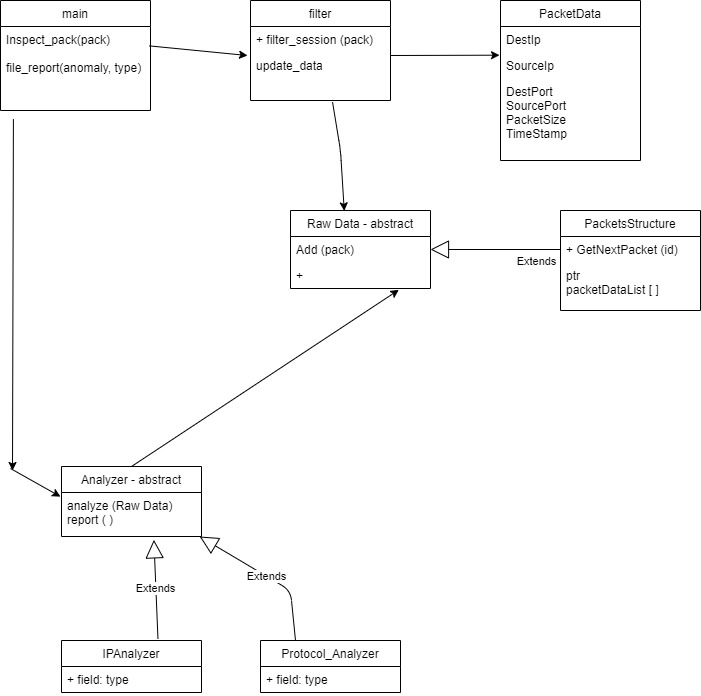 main
Inspect_pack(pack)
file_report(anomaly, type)
filter
+ filter_session (pack)
update_data
PacketData
DestIp
SourceIp
DestPort
SourcePort
PacketSize
TimeStamp
Raw Data - abstract
Add (pack)
+
Extends
PacketsStructure
+ GetNextPacket (id)
ptr
packetDataList [ ]
Analyzer - abstract
analyze (Raw Data)
report ( )
Extends
Extends
IPAnalyzer
+ field: type
Protocol_Analyzer
+ field: type